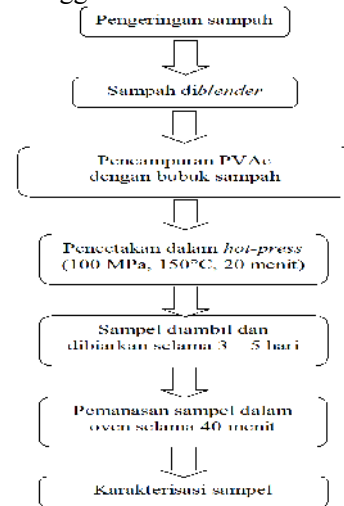 Pengeringan sampah
Sampah diblender
Pencampuran PVAc
dengan bubuk sampah
Pencetakan dalam hot-press
(100 MPa, 150°C, 20 menit)
Sampel diambil dan
dibiarkan selama 3 – 5 hari
Pemanasan sampel dalam
oven selama 40 menit
Karakterisasi sampel